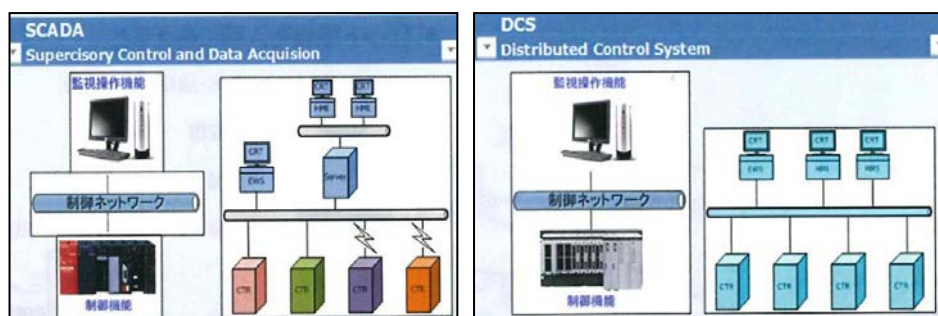 SCADA
Supercisory Control and Data Acquision
監視操作機能
制御ネットワーク
制御機能
CRT
CRT
HMI
HMI
CRT
EWS
Server
CTR
CTR
CTR
CTR
DCS
Distributed Control System
監視操作機能
制御ネットワーク
制御機能
CRT
CRT
CRT
EWS
HMI
HMI
CTR
CTR
CTR
CTR